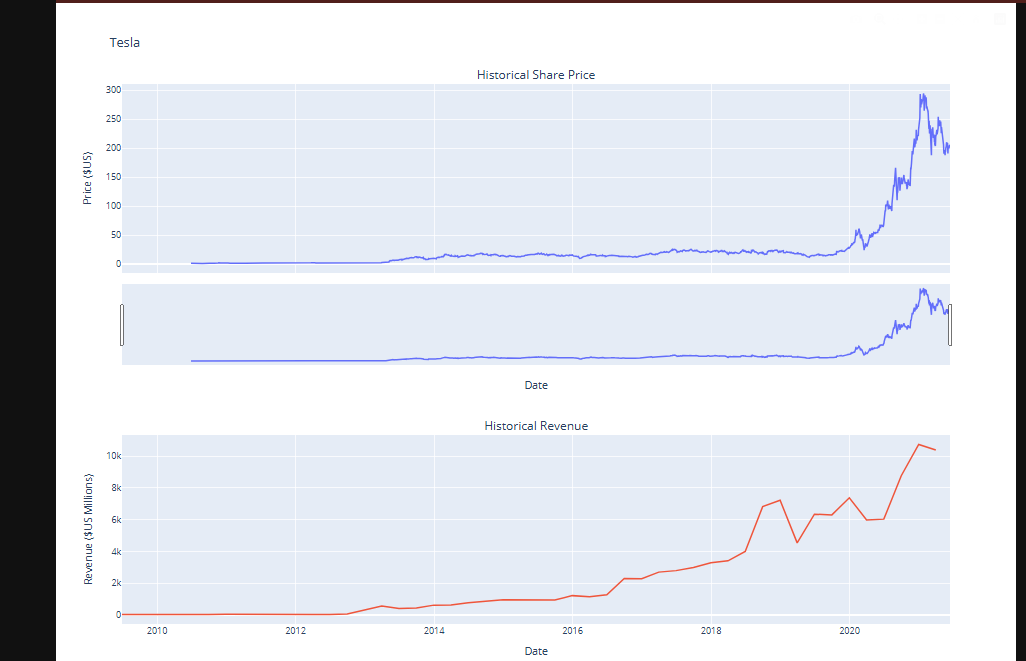 Tesla
Historical Share Price
300
250
200
150
100
50
0
Price ($US)
Date
Historical Revenue
10k
8k
6k
4k
2k
0
Revenue ($US Millions)
2010 2012 2014 2016 2018 2020
Date